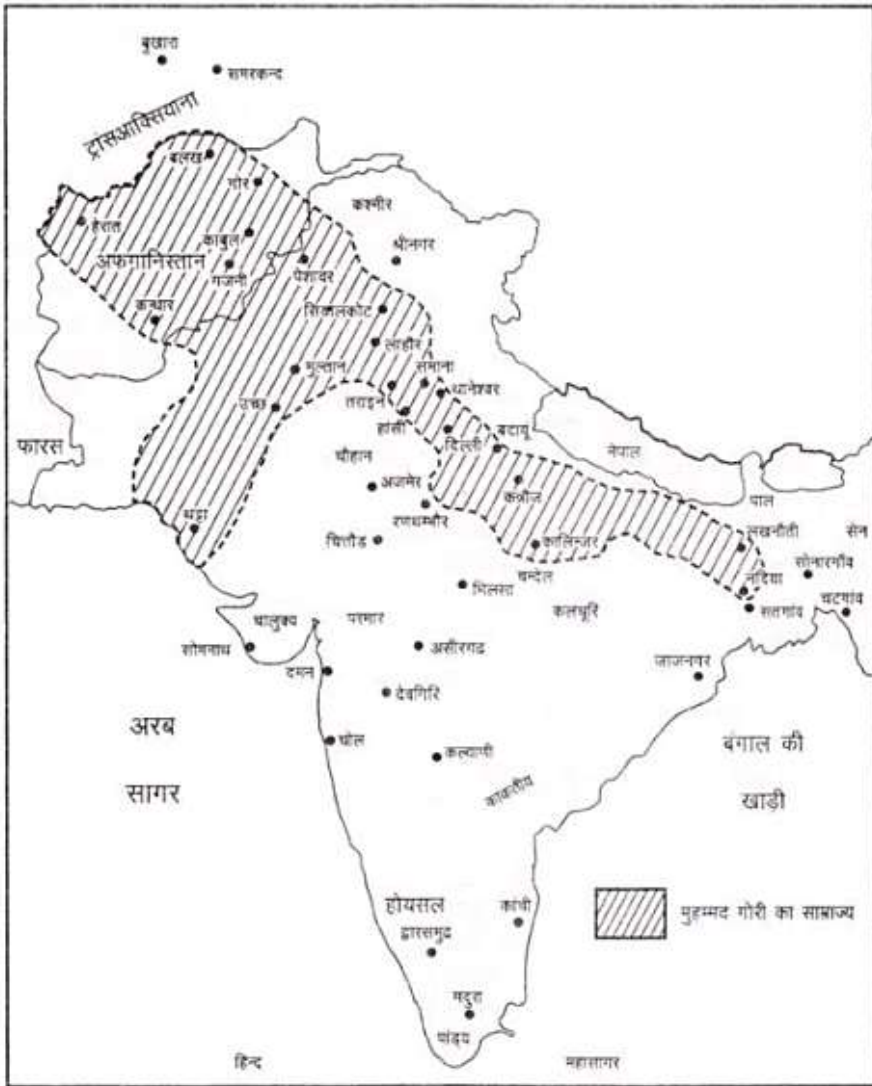 बुखारा
समरकन्द
ट्रांसआक्सियाना
बलख
गोर
कश्मीर
हेरात
काबुल
श्रीनगर
अफगानिस्तान
पेशावर
गजनी
कन्धार
सियालकोट
लाहौर
मुल्तान
समाना
थानेश्वर
तराइन
उच्छ
हांसी
दिल्ली
बदायू
फारस
नेपाल
चौहान
अजमेर
कन्नौज
पाल
रणथम्भौर
थट्टा
चित्तौड
कालिन्जर
लखनौती
सेन
सोनारगाँव
चन्देल
भिलसा
नदिया
कलचूरि
सतगांव
चटगांव
चालुक्य
परमार
सोमनाथ
असीरगढ
दमन
देवगिरि
जाजनगर
अरब
सागर
चोल
कल्याणी
बंगाल की
खाड़ी
काकतीय
होयसल
कांची
मुहम्मद गोरी का साम्राज्य
द्वारसमुद्र
मदुरा
पांड्य
हिन्द
महासागर